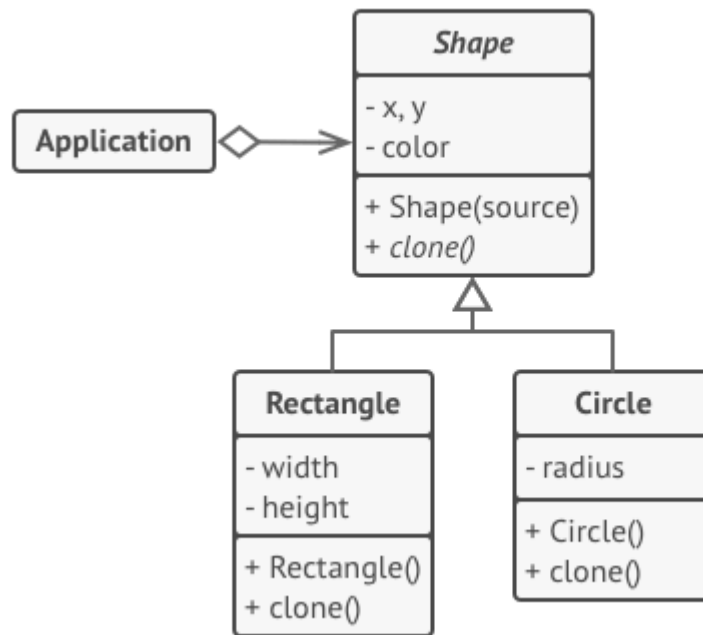 Shape
- x, y
- color
+ Shape(source)
+ clone()
Application
Rectangle
- width
- height
+ Rectangle()
+ clone()
Circle
- radius
+ Circle()
+ clone()